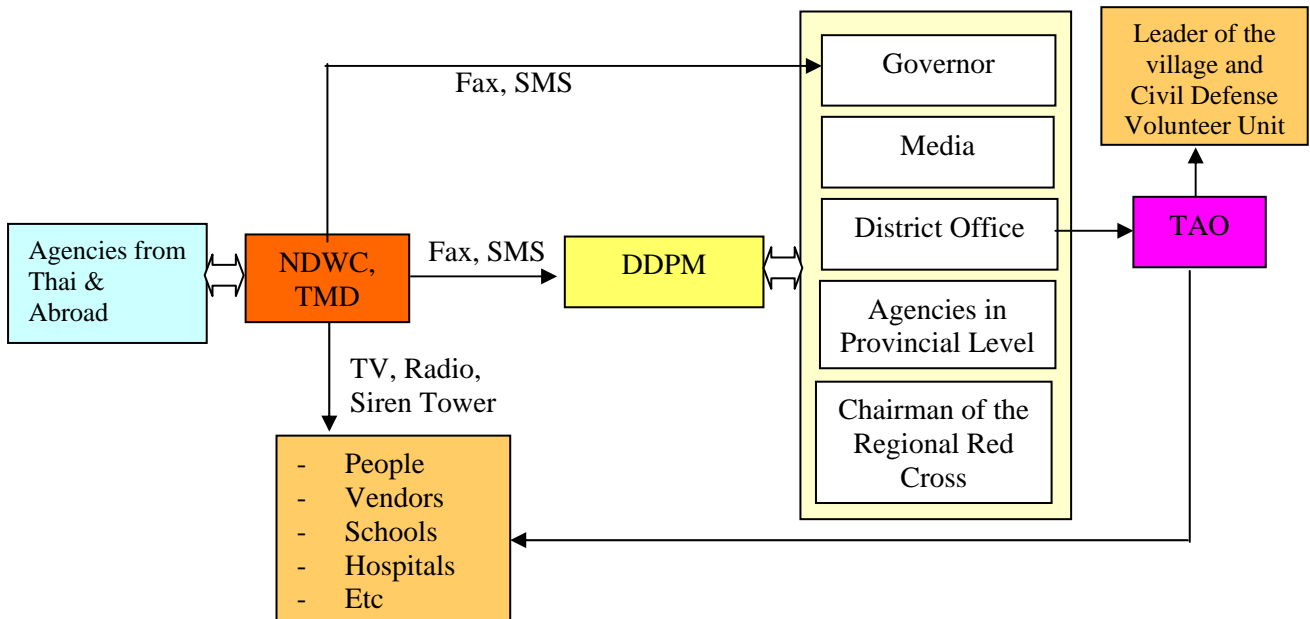 Agencies from
Thai &
Abroad
NDWC,
TMD
Fax, SMS
Fax, SMS
TV, Radio,
Siren Tower
- People
- Vendors
- Schools
- Hospitals
- Etc
DDPM
Governor
Media
District Office
Agencies in
Provincial Level
Chairman of the
Regional Red
Cross
TAO
Leader of the
village and
Civil Defense
Volunteer Unit